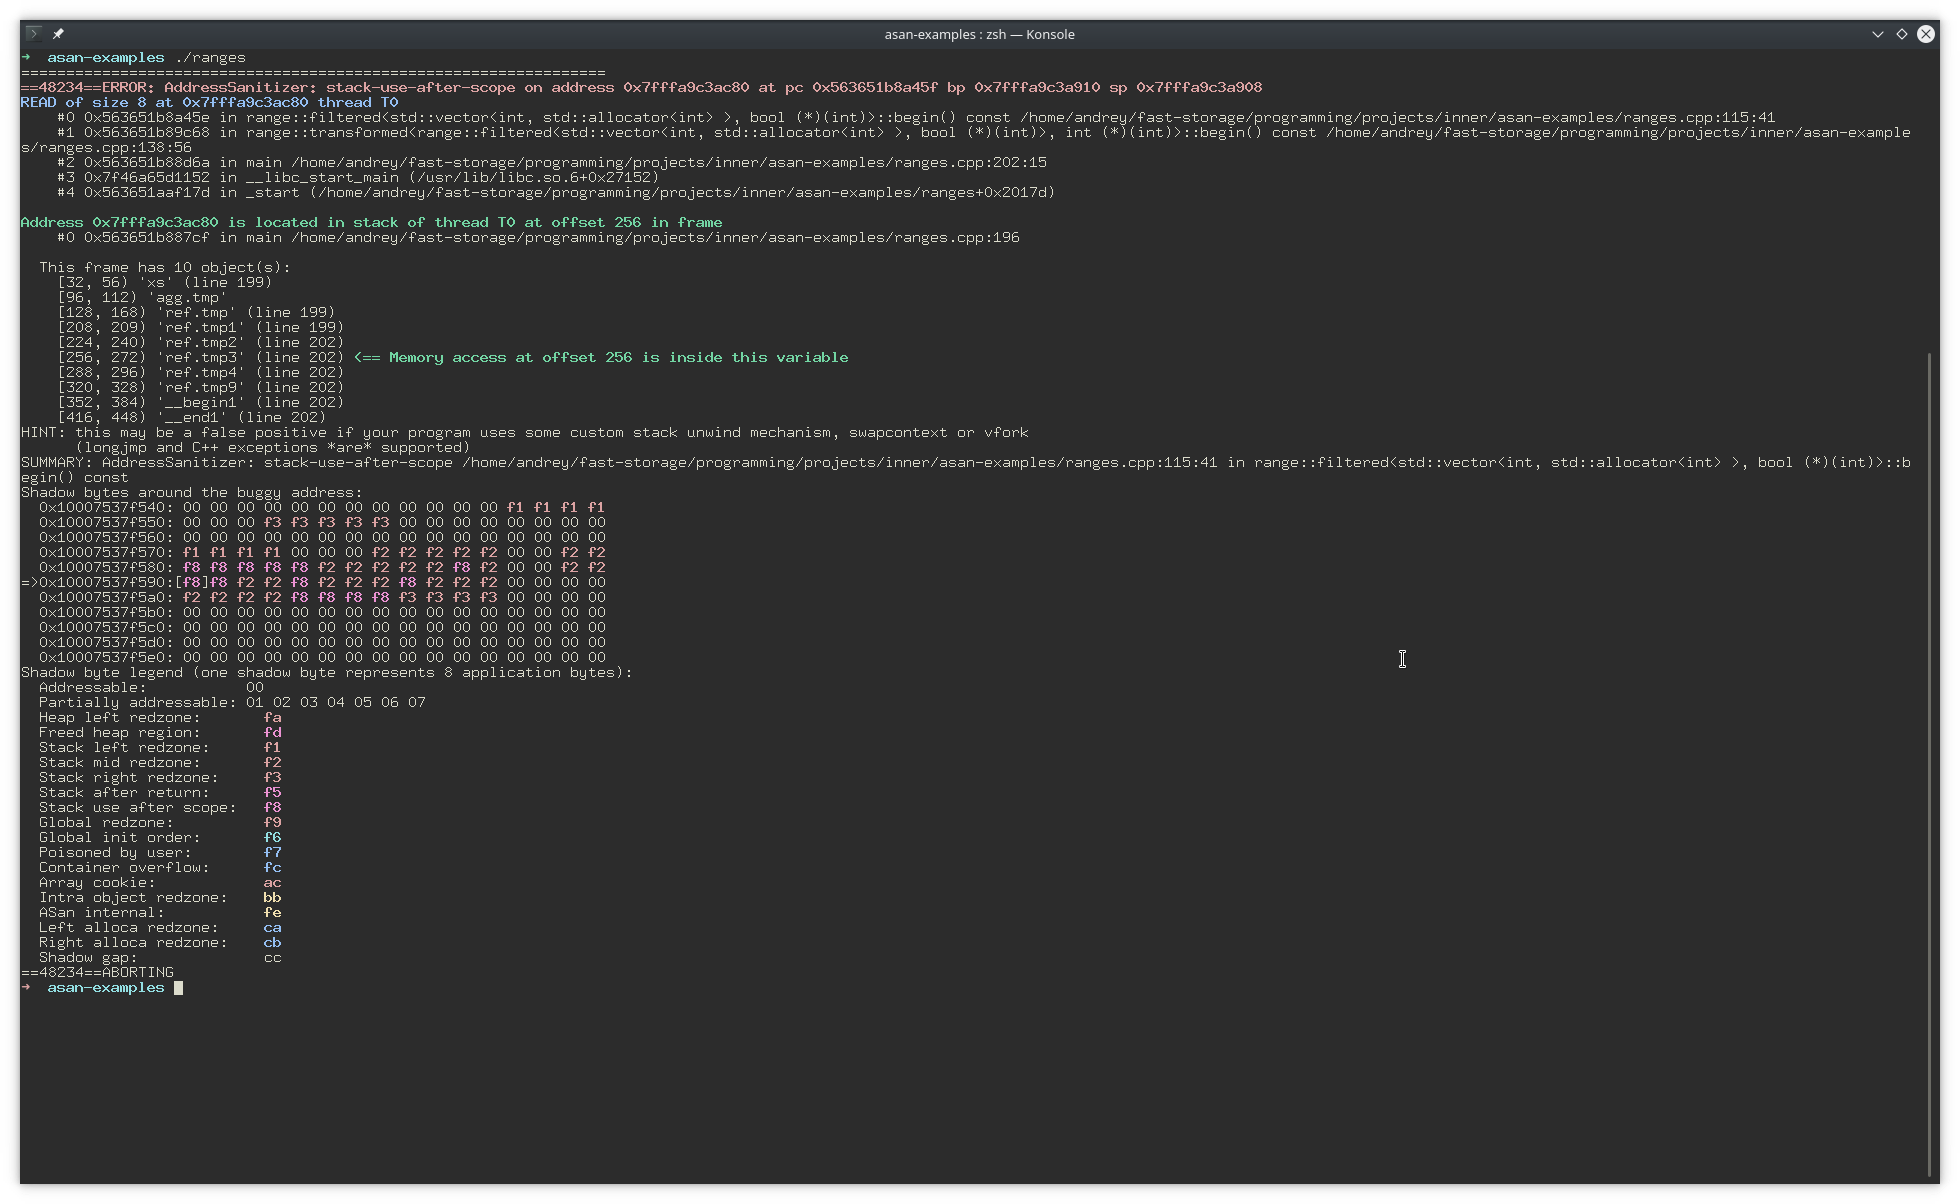 asan-examples : zsh — Konsole
➜  asan-examples ./ranges
=================================================================
==48234==ERROR: AddressSanitizer: stack-use-after-scope on address 0x7fffa9c3ac80 at pc 0x563651b8a45f bp 0x7fffa9c3a910 sp 0x7fffa9c3a908
READ of size 8 at 0x7fffa9c3ac80 thread T0
    #0 0x563651b8a45e in range::filtered<std::vector<int, std::allocator<int> >, bool (*)(int)>::begin() const /home/andrey/fast-storage/programming/projects/inner/asan-examples/ranges.cpp:115:41
    #1 0x563651b89c68 in range::transformed<range::filtered<std::vector<int, std::allocator<int> >, bool (*)(int)>, int (*)(int)>::begin() const /home/andrey/fast-storage/programming/projects/inner/asan-example
s/ranges.cpp:138:56
    #2 0x563651b88d6a in main /home/andrey/fast-storage/programming/projects/inner/asan-examples/ranges.cpp:202:15
    #3 0x7f46a65d1152 in __libc_start_main (/usr/lib/libc.so.6+0x27152)
    #4 0x563651aaf17d in _start (/home/andrey/fast-storage/programming/projects/inner/asan-examples/ranges+0x2017d)
Address 0x7fffa9c3ac80 is located in stack of thread T0 at offset 256 in frame
    #0 0x563651b887cf in main /home/andrey/fast-storage/programming/projects/inner/asan-examples/ranges.cpp:196
  This frame has 10 object(s):
    [32, 56) 'xs' (line 199)
    [96, 112) 'agg.tmp'
    [128, 168) 'ref.tmp' (line 199)
    [208, 209) 'ref.tmp1' (line 199)
    [224, 240) 'ref.tmp2' (line 202)
    [256, 272) 'ref.tmp3' (line 202) <== Memory access at offset 256 is inside this variable
    [288, 296) 'ref.tmp4' (line 202)
    [320, 328) 'ref.tmp9' (line 202)
    [352, 384) '__begin1' (line 202)
    [416, 448) '__end1' (line 202)
HINT: this may be a false positive if your program uses some custom stack unwind mechanism, swapcontext or vfork
      (longjmp and C++ exceptions *are* supported)
SUMMARY: AddressSanitizer: stack-use-after-scope /home/andrey/fast-storage/programming/projects/inner/asan-examples/ranges.cpp:115:41 in range::filtered<std::vector<int, std::allocator<int> >, bool (*)(int)>::b
egin() const
Shadow bytes around the buggy address:
  0x10007537f540: 00 00 00 00 00 00 00 00 00 00 00 00 f1 f1 f1 f1
  0x10007537f550: 00 00 00 f3 f3 f3 f3 f3 00 00 00 00 00 00 00 00
  0x10007537f560: 00 00 00 00 00 00 00 00 00 00 00 00 00 00 00 00
  0x10007537f570: f1 f1 f1 f1 00 00 00 f2 f2 f2 f2 f2 00 00 f2 f2
  0x10007537f580: f8 f8 f8 f8 f8 f2 f2 f2 f2 f2 f8 f2 00 00 f2 f2
=>0x10007537f590:[f8]f8 f2 f2 f8 f2 f2 f2 f8 f2 f2 f2 00 00 00 00
  0x10007537f5a0: f2 f2 f2 f2 f8 f8 f8 f8 f3 f3 f3 f3 00 00 00 00
  0x10007537f5b0: 00 00 00 00 00 00 00 00 00 00 00 00 00 00 00 00
  0x10007537f5c0: 00 00 00 00 00 00 00 00 00 00 00 00 00 00 00 00
  0x10007537f5d0: 00 00 00 00 00 00 00 00 00 00 00 00 00 00 00 00
  0x10007537f5e0: 00 00 00 00 00 00 00 00 00 00 00 00 00 00 00 00
Shadow byte legend (one shadow byte represents 8 application bytes):
  Addressable:           00
  Partially addressable: 01 02 03 04 05 06 07
  Heap left redzone:       fa
  Freed heap region:       fd
  Stack left redzone:      f1
  Stack mid redzone:       f2
  Stack right redzone:     f3
  Stack after return:      f5
  Stack use after scope:   f8
  Global redzone:          f9
  Global init order:       f6
  Poisoned by user:        f7
  Container overflow:      fc
  Array cookie:            ac
  Intra object redzone:    bb
  ASan internal:           fe
  Left alloca redzone:     ca
  Right alloca redzone:    cb
  Shadow gap:              cc
==48234==ABORTING
➜  asan-examples